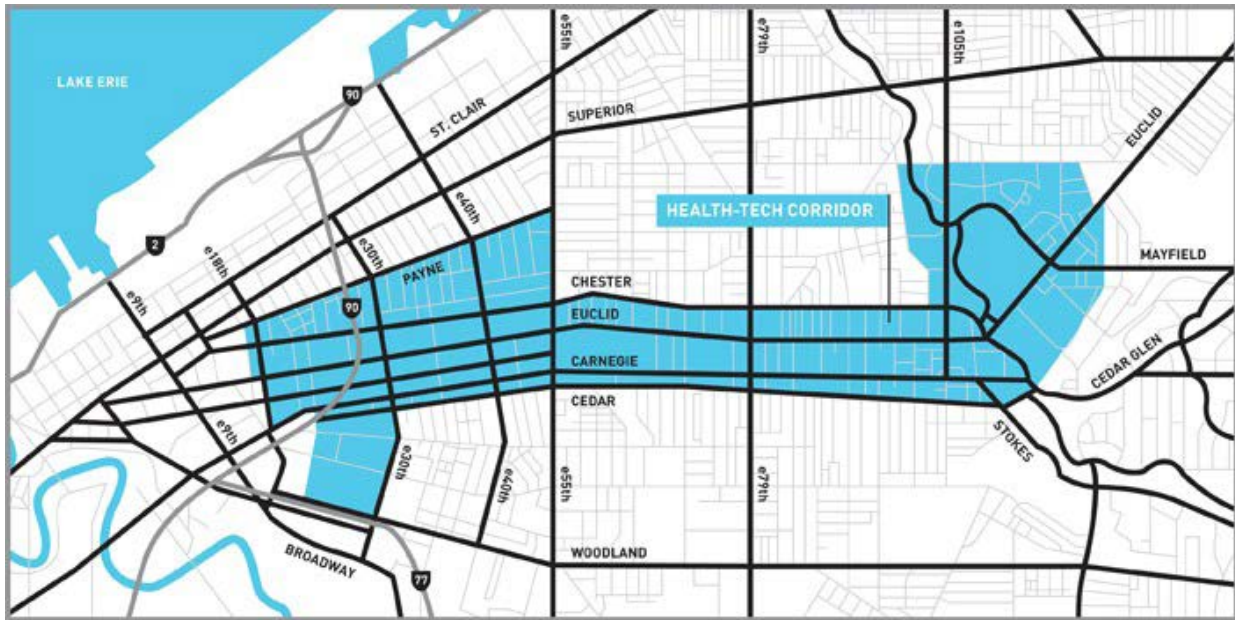 e55th
e79th
e105th
LAKE ERIE
90
ST. CLAIR
SUPERIOR
EUCLID
HEALTH-TECH CORRIDOR
e40th
2
e18th
e30th
MAYFIELD
PAYNE
CHESTER
e9th
90
EUCLID
CARNEGIE
CEDAR GLEN
CEDAR
e9th
STOKES
e30th
e40th
e55th
e79th
BROADWAY
WOODLAND
77